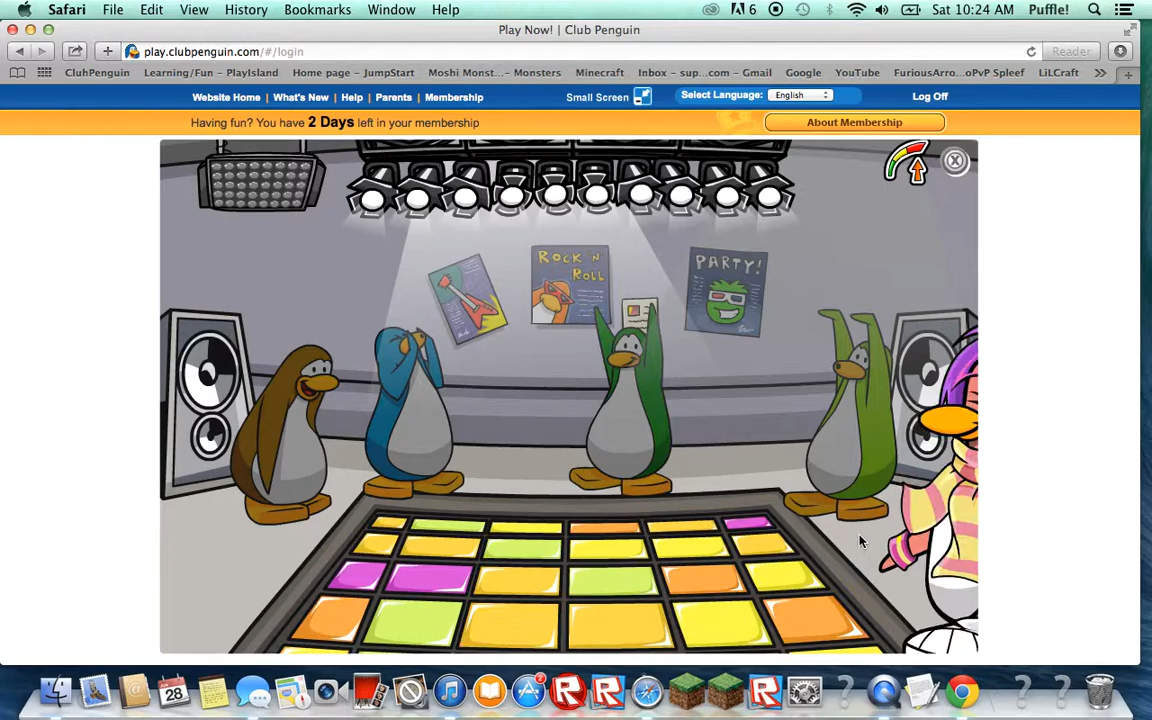 Safari File Edit View History Bookmarks Window Help 6 Sat 10:24 AM Puffle!
Play Now! | Club Penguin
play.clubpenguin.com/#/login Reader
ClubPenguin Learning/Fun - PlayIsland Home page - JumpStart Moshi Monst...- Monsters Minecraft Inbox - sup...com - Gmail Google YouTube FuriousArro...oPvP Spleef LilCraft
Website Home | What's New | Help | Parents | Membership Small Screen Select Language: English Log Off
Having fun? You have 2 Days left in your membership About Membership
ROCK 'N' ROLL
PARTY!
28
2